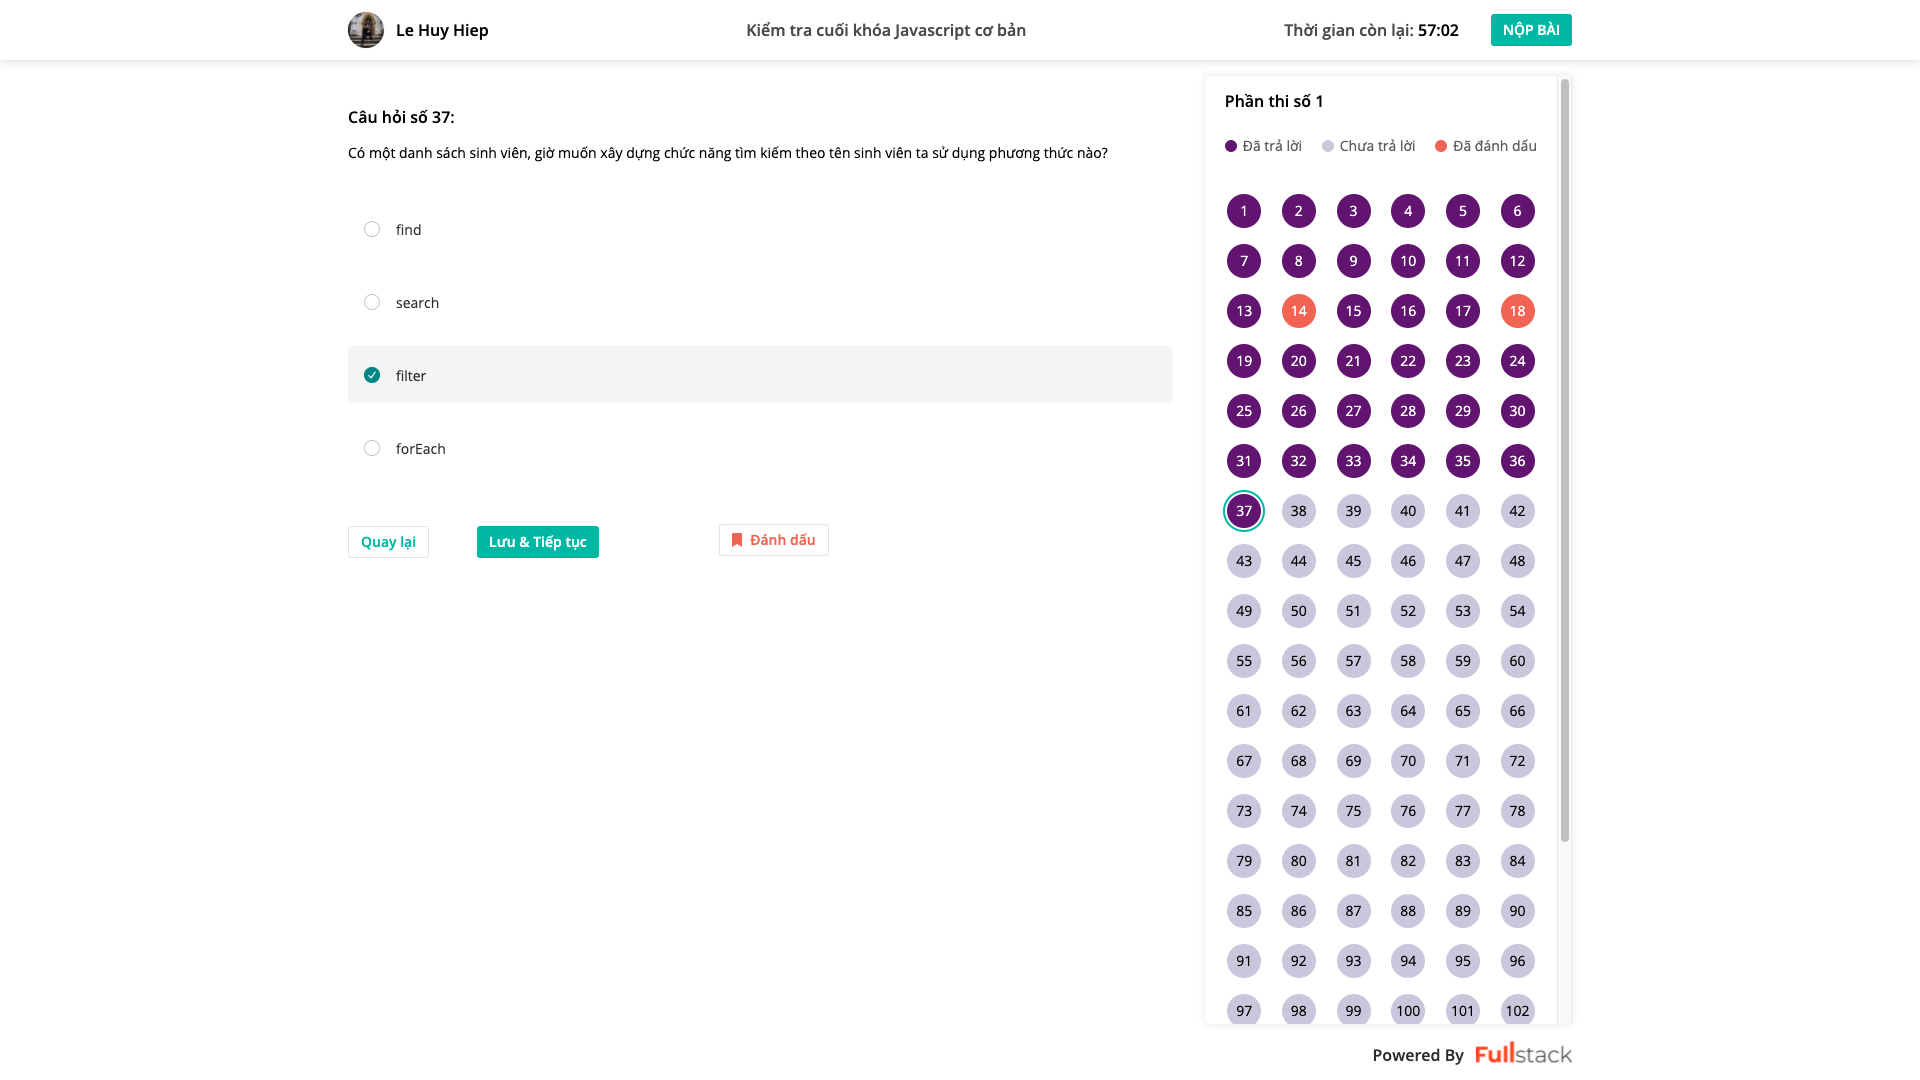 Le Huy Hiep
Kiểm tra cuối khóa Javascript cơ bản
Thời gian còn lại: 57:02
NỘP BÀI
Câu hỏi số 37:
Có một danh sách sinh viên, giờ muốn xây dựng chức năng tìm kiếm theo tên sinh viên ta sử dụng phương thức nào?
find
search
filter
forEach
Quay lại
Lưu & Tiếp tục
Đánh dấu
Phần thi số 1
Đã trả lời Chưa trả lời Đã đánh dấu
1 2 3 4 5 6
7 8 9 10 11 12
13 14 15 16 17 18
19 20 21 22 23 24
25 26 27 28 29 30
31 32 33 34 35 36
37 38 39 40 41 42
43 44 45 46 47 48
49 50 51 52 53 54
55 56 57 58 59 60
61 62 63 64 65 66
67 68 69 70 71 72
73 74 75 76 77 78
79 80 81 82 83 84
85 86 87 88 89 90
91 92 93 94 95 96
97 98 99 100 101 102
Powered By Fullstack